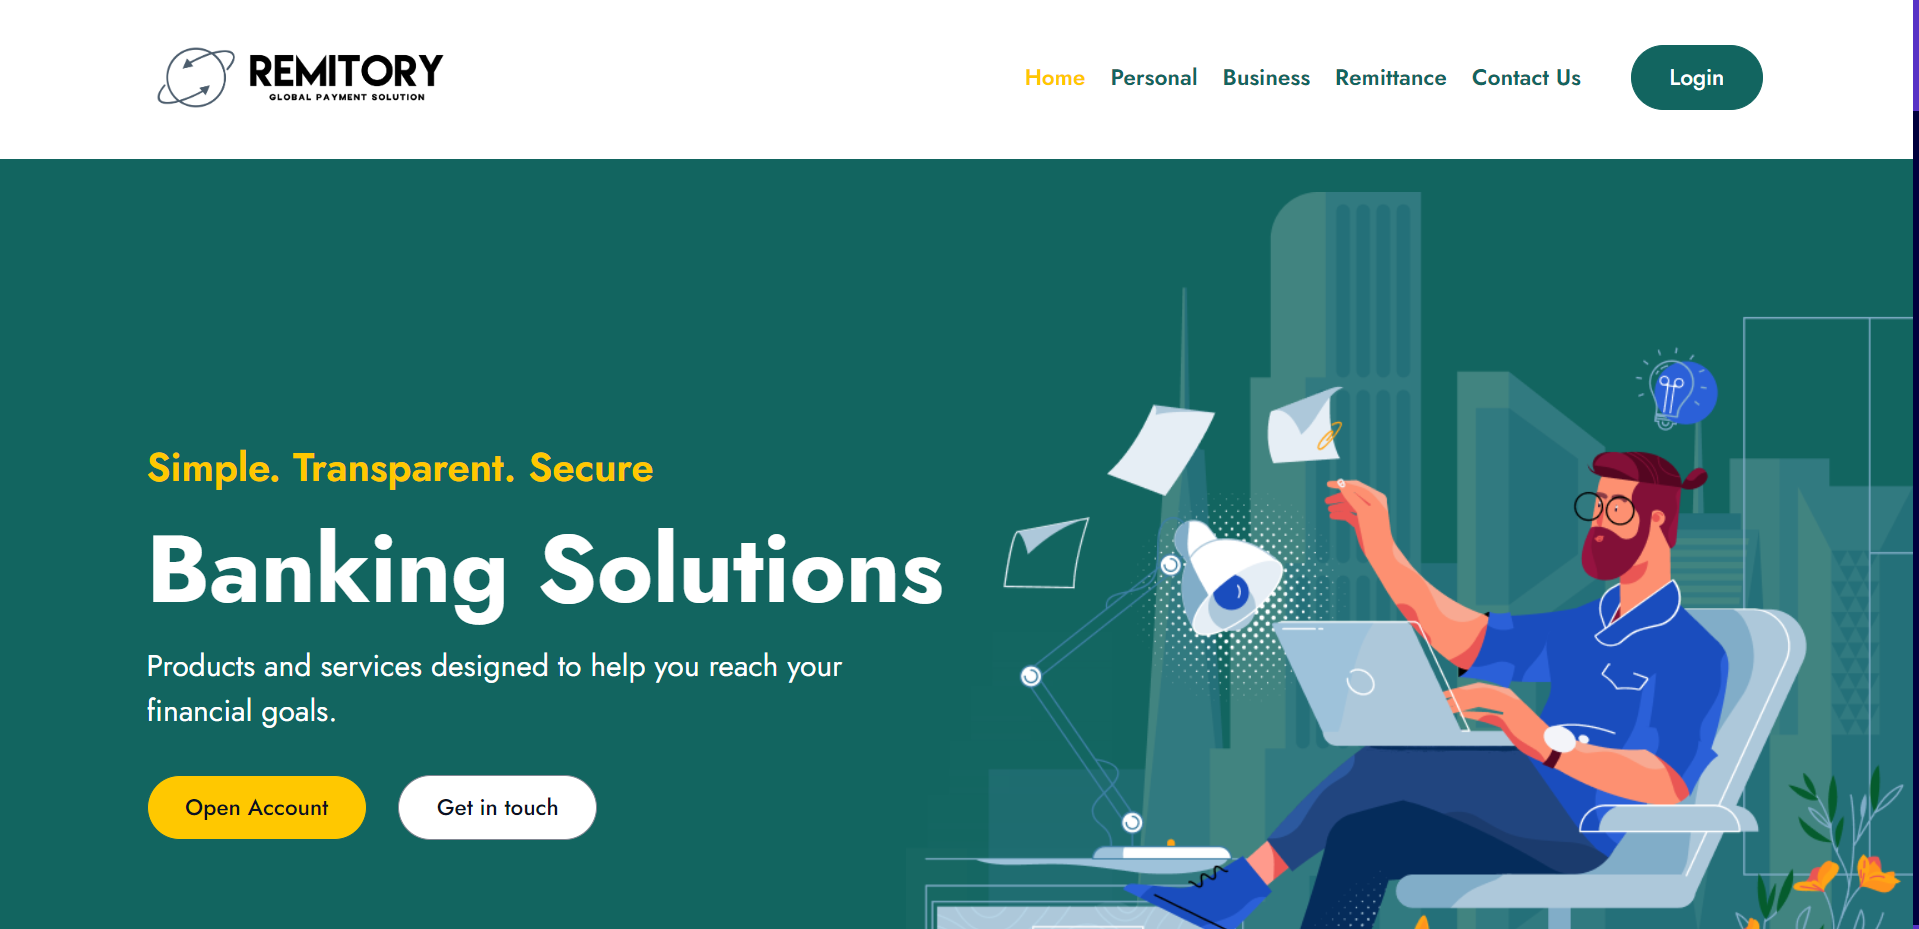 REMITORY
GLOBAL PAYMENT SOLUTION
Home Personal Business Remittance Contact Us Login
Simple. Transparent. Secure
Banking Solutions
Products and services designed to help you reach your
financial goals.
Open Account Get in touch